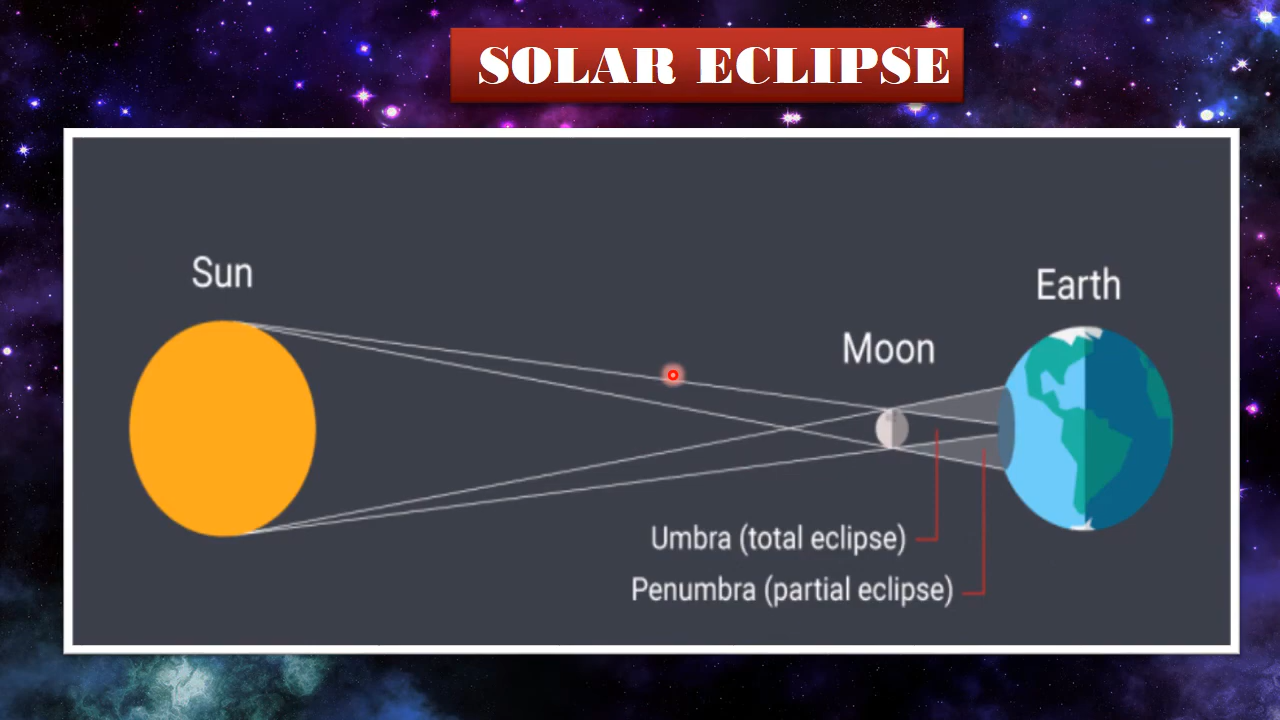 SOLAR ECLIPSE
Sun
Earth
Moon
Umbra (total eclipse)
Penumbra (partial eclipse)